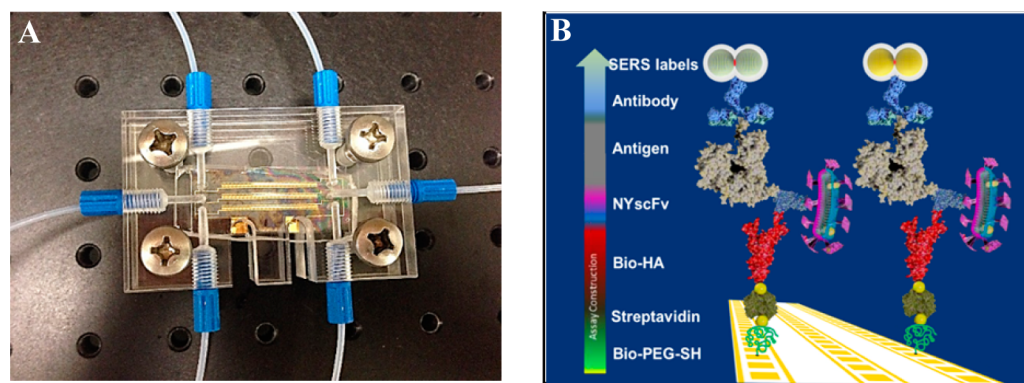 A
B
SERS labels
Antibody
Antigen
NYscFv
Bio-HA
Streptavidin
Bio-PEG-SH
Assay Construction